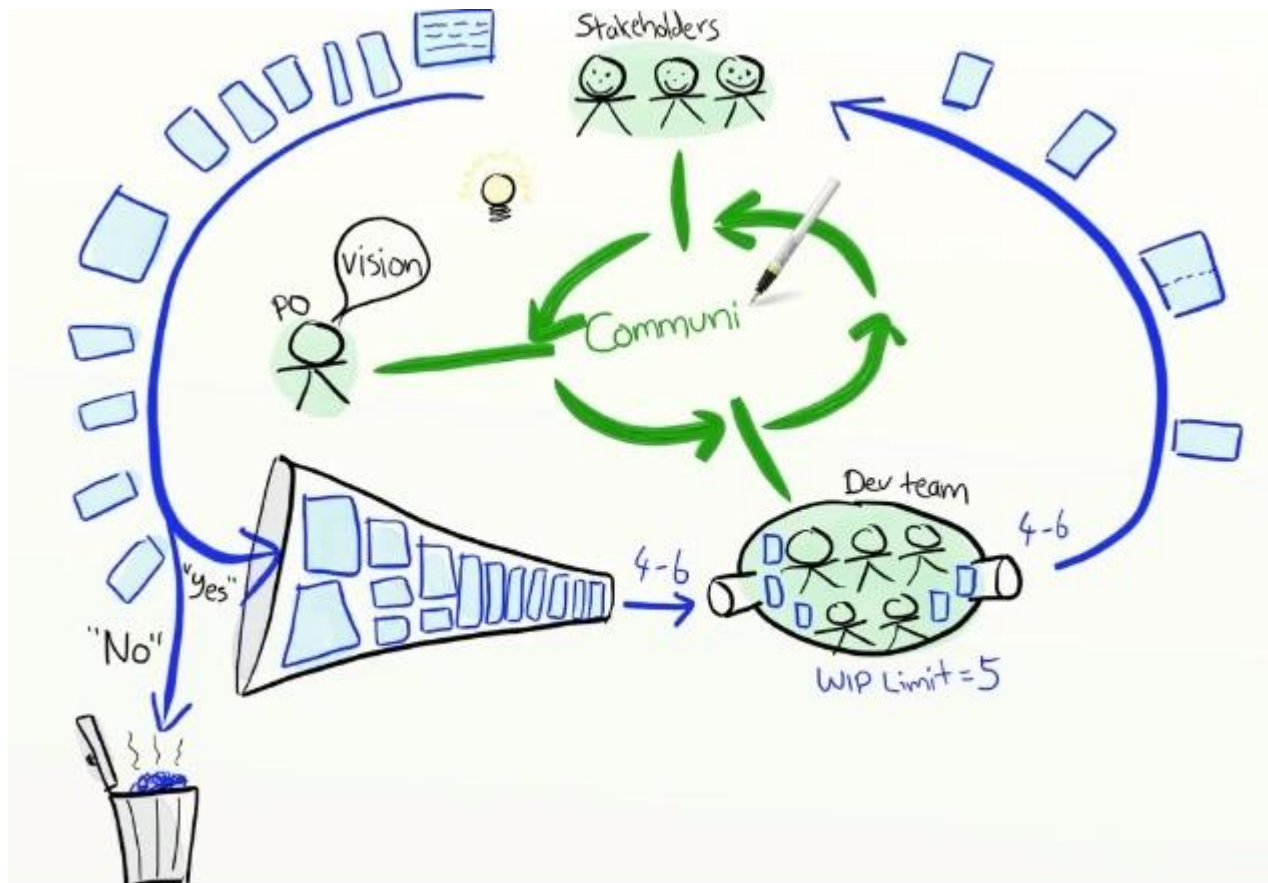 Stakeholders
vision
PO
Communi
Dev team
4-6
4-6
"yes"
"No"
WIP Limit = 5